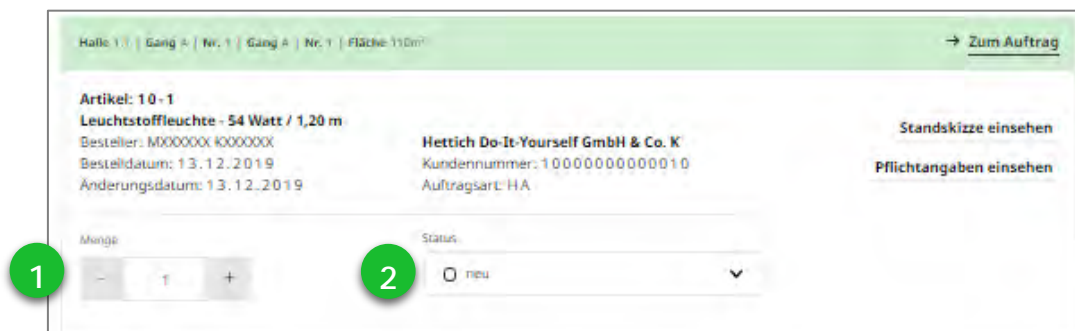 Halle 1.1 | Gang A | Nr. 1 | Gang A | Nr. 1 | Fläche 110m²
→ Zum Auftrag
Artikel: 10-1
Leuchtstoffleuchte - 54 Watt / 1,20 m
Besteller: MXXXXXX KXXXXXX
Bestelldatum: 13.12.2019
Änderungsdatum: 13.12.2019
Hettich Do-It-Yourself GmbH & Co. K
Kundennummer: 10000000000010
Auftragsart: HA
Standskizze einsehen
Pflichtangaben einsehen
Menge
1
- 1 +
Status
2
neu